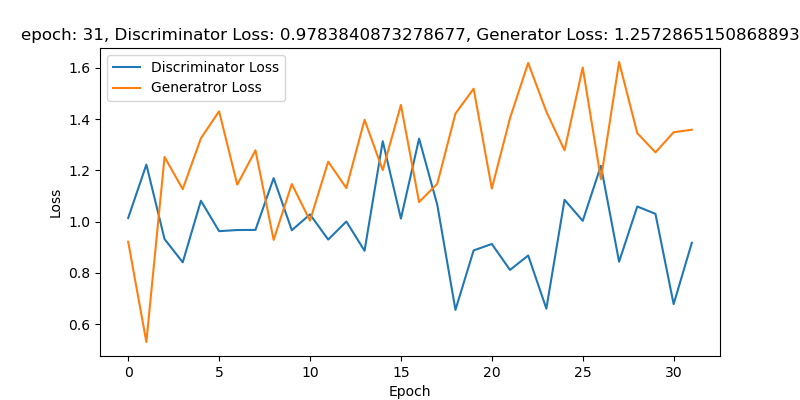 epoch: 31, Discriminator Loss: 0.9783840873278677, Generator Loss: 1.2572865150868893
Discriminator Loss
Generatror Loss
1.6
1.4
1.2
1.0
0.8
0.6
Loss
0 5 10 15 20 25 30
Epoch